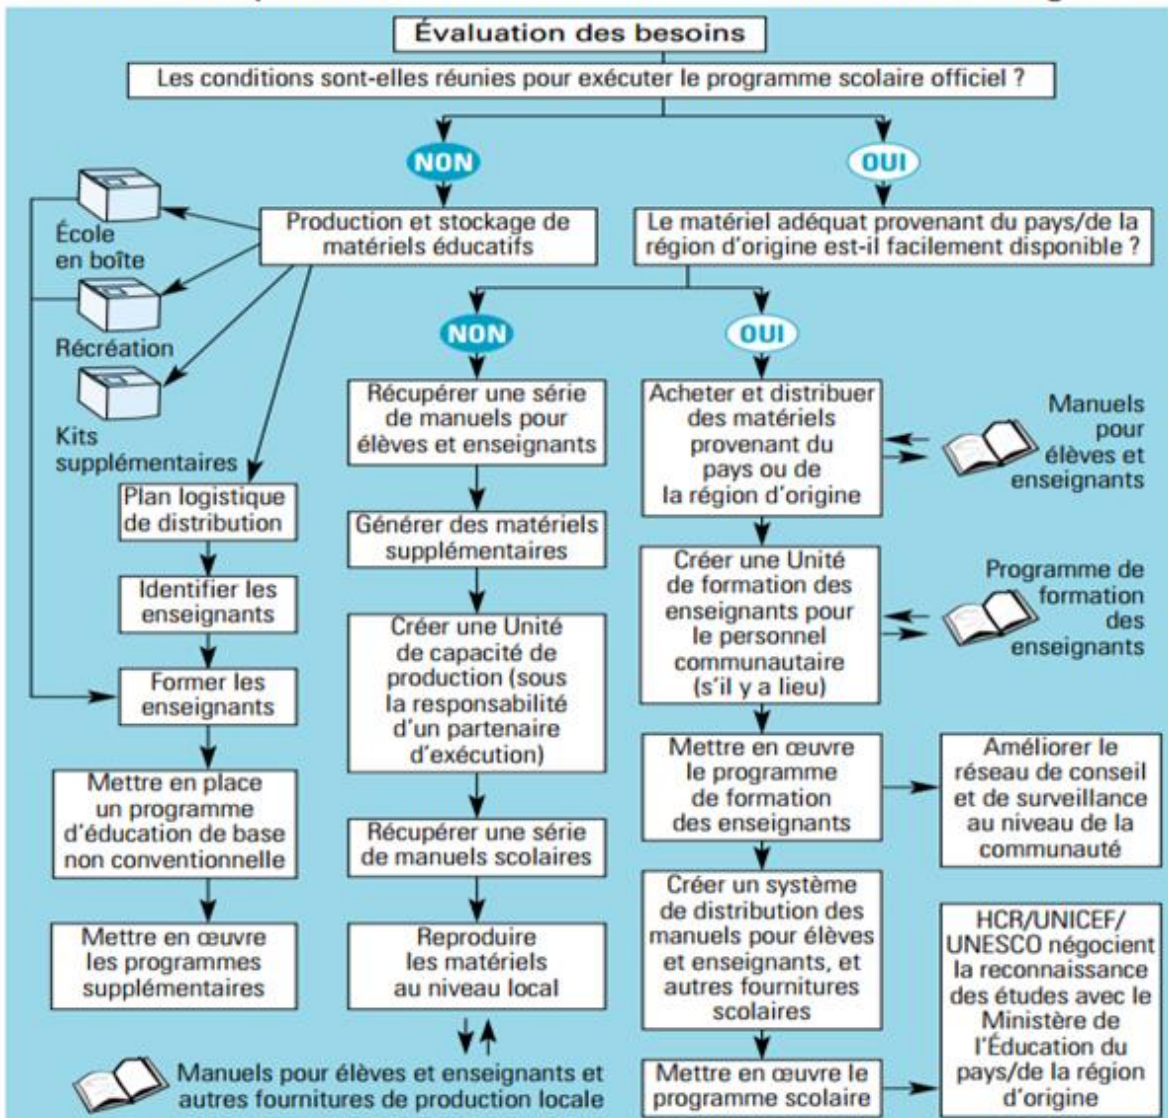 Évaluation des besoins
Les conditions sont-elles réunies pour exécuter le programme scolaire officiel ?
NON
OUI
École
en boîte
Récréation
Kits
supplémentaires
Production et stockage de
matériels éducatifs
Le matériel adéquat provenant du pays/de la
région d'origine est-il facilement disponible ?
NON
OUI
Plan logistique
de distribution
Identifier les
enseignants
Former les
enseignants
Mettre en place
un programme
d'éducation de base
non conventionnelle
Mettre en œuvre
les programmes
supplémentaires
Récupérer une série
de manuels pour
élèves et enseignants
Générer des matériels
supplémentaires
Créer une Unité
de capacité de
production (sous
la responsabilité
d'un partenaire
d'exécution)
Récupérer une série
de manuels scolaires
Reproduire
les matériels
au niveau local
Manuels pour élèves et enseignants et
autres fournitures de production locale
Acheter et distribuer
des matériels
provenant du
pays ou de
la région d'origine
Manuels
pour
élèves et
enseignants
Créer une Unité
de formation des
enseignants pour
le personnel
communautaire
(s'il y a lieu)
Programme de
formation
des
enseignants
Mettre en œuvre
le programme
de formation
des enseignants
Améliorer le
réseau de conseil
et de surveillance
au niveau de la
communauté
Créer un système
de distribution des
manuels pour élèves
et enseignants, et
autres fournitures
scolaires
Mettre en œuvre le
programme scolaire
HCR/UNICEF/
UNESCO négocient
la reconnaissance
des études avec le
Ministère de
l'Éducation du
pays/de la région
d'origine